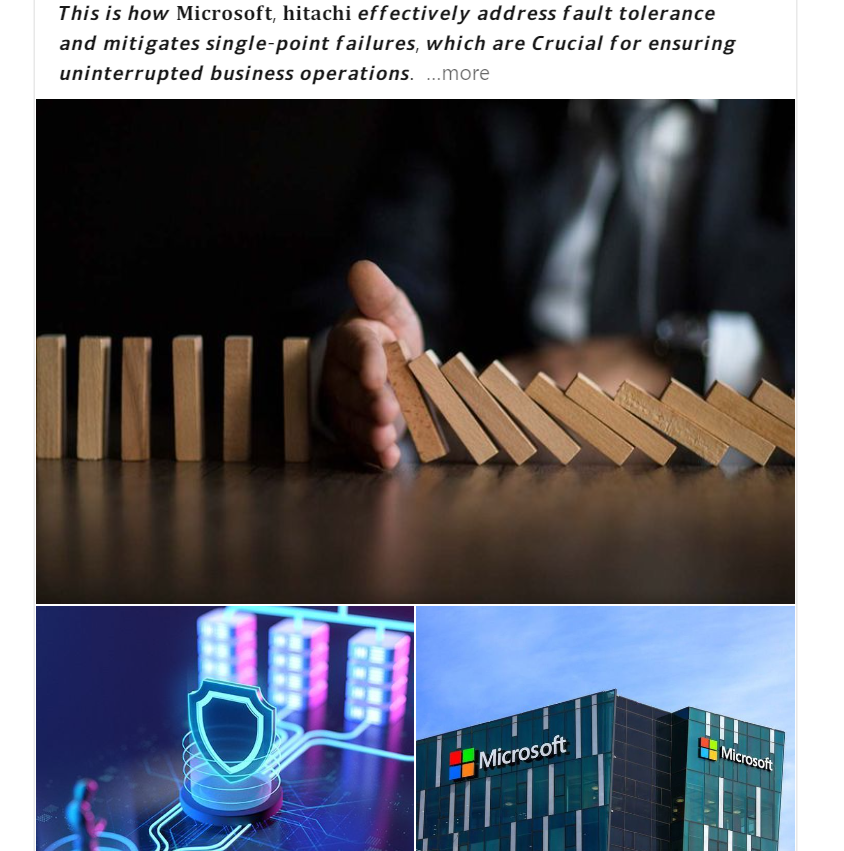 This is how Microsoft, hitachi effectively address fault tolerance
and mitigates single-point failures, which are Crucial for ensuring
uninterrupted business operations. ...more
Microsoft
Microsoft